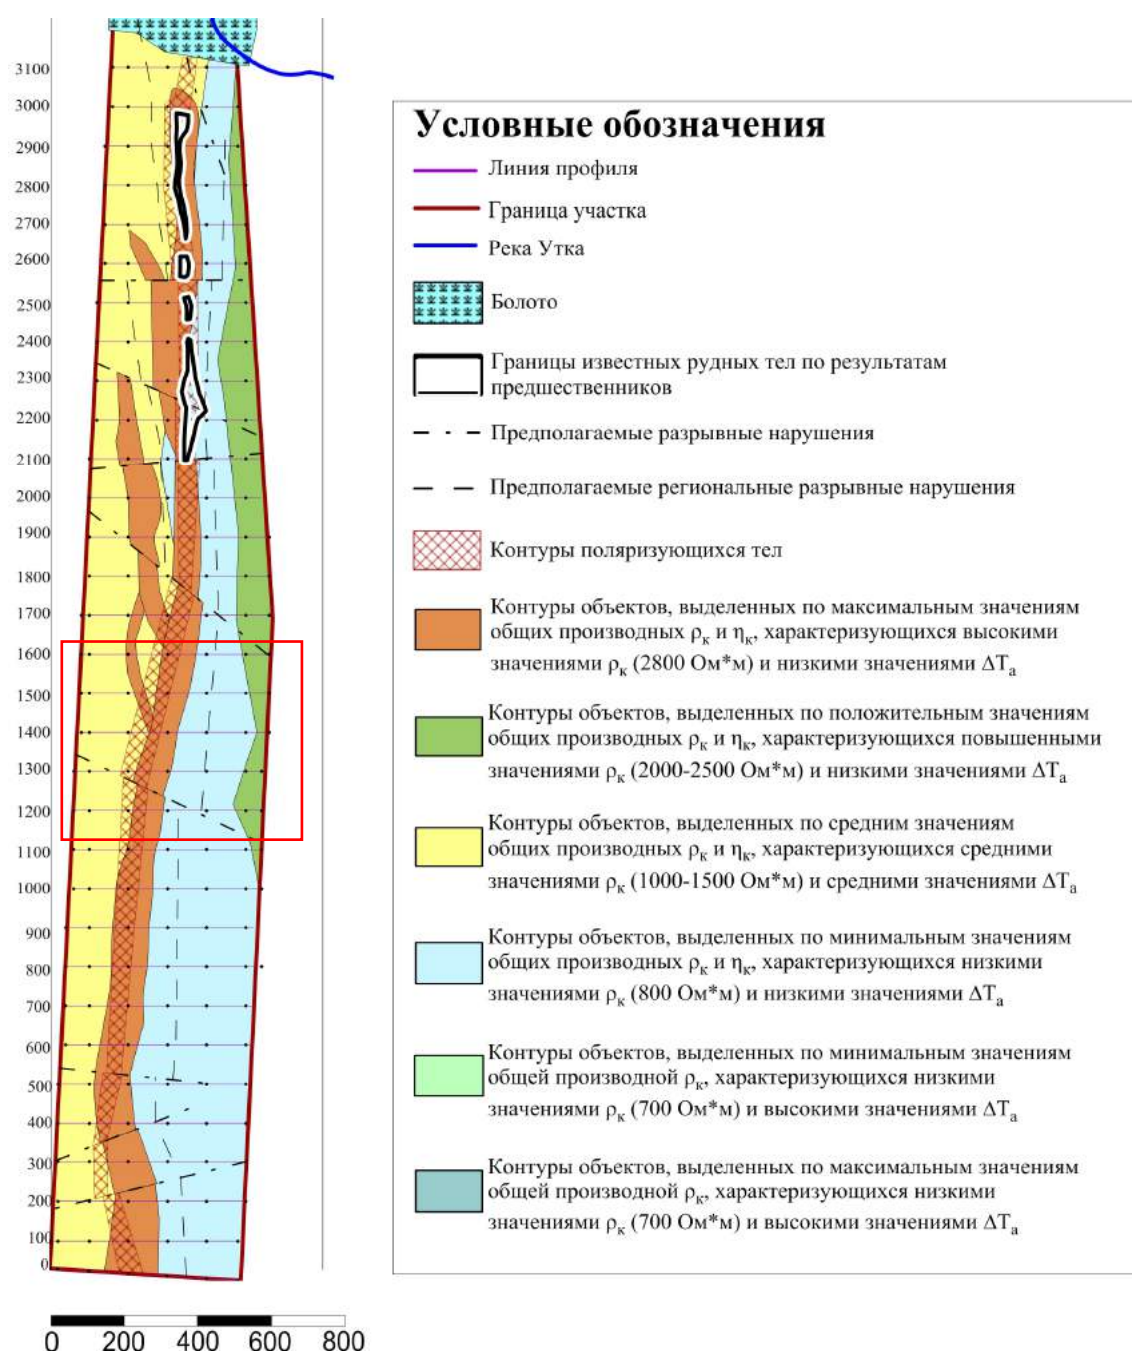 3100
3000
2900
2800
2700
2600
2500
2400
2300
2200
2100
2000
1900
1800
1700
1600
1500
1400
1300
1200
1100
1000
900
800
700
600
500
400
300
200
100
0
0 200 400 600 800
Условные обозначения
Линия профиля
Граница участка
Река Утка
Болото
Границы известных рудных тел по результатам
предшественников
Предполагаемые разрывные нарушения
Предполагаемые региональные разрывные нарушения
Контуры поляризующихся тел
Контуры объектов, выделенных по максимальным значениям
общих производных ρк и ηк, характеризующихся высокими
значениями ρк (2800 Ом*м) и низкими значениями ΔTa
Контуры объектов, выделенных по положительным значениям
общих производных ρк и ηк, характеризующихся повышенными
значениями ρк (2000-2500 Ом*м) и низкими значениями ΔTa
Контуры объектов, выделенных по средним значениям
общих производных ρк и ηк, характеризующихся средними
значениями ρк (1000-1500 Ом*м) и средними значениями ΔTa
Контуры объектов, выделенных по минимальным значениям
общих производных ρк и ηк, характеризующихся низкими
значениями ρк (800 Ом*м) и низкими значениями ΔTa
Контуры объектов, выделенных по минимальным значениям
общей производной ρк, характеризующихся низкими
значениями ρк (700 Ом*м) и высокими значениями ΔTa
Контуры объектов, выделенных по максимальным значениям
общей производной ρк, характеризующихся низкими
значениями ρк (700 Ом*м) и высокими значениями ΔTa